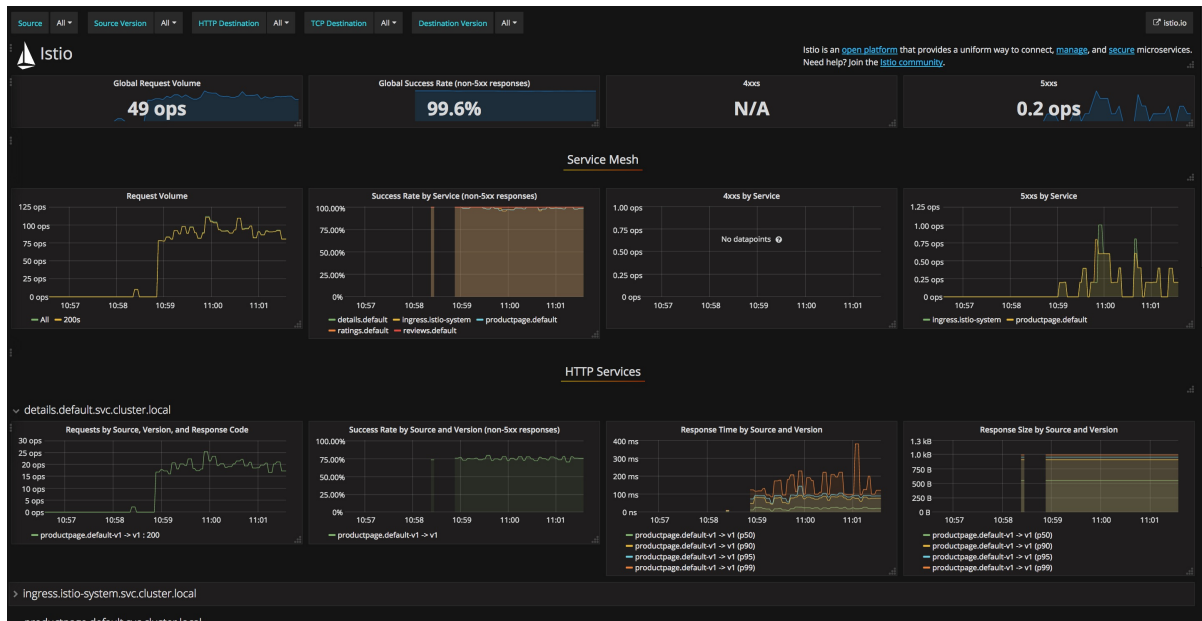 Source All Source Version All HTTP Destination All TCP Destination All Destination Version All istio.io
Istio
Istio is an open platform that provides a uniform way to connect, manage, and secure microservices.
Need help? Join the Istio community.
Global Request Volume
49 ops
Global Success Rate (non-5xx responses)
99.6%
4xxs
N/A
5xxs
0.2 ops
Service Mesh
Request Volume
125 ops
100 ops
75 ops
50 ops
25 ops
0 ops
10:57 10:58 10:59 11:00 11:01
All 200s
Success Rate by Service (non-5xx responses)
100.00%
75.00%
50.00%
25.00%
0%
10:57 10:58 10:59 11:00 11:01
details.default ingress.istio-system productpage.default
ratings.default reviews.default
4xxs by Service
1.00 ops
0.75 ops
0.50 ops
0.25 ops
0 ops
No datapoints
10:57 10:58 10:59 11:00 11:01
5xxs by Service
1.25 ops
1.00 ops
0.75 ops
0.50 ops
0.25 ops
0 ops
10:57 10:58 10:59 11:00 11:01
ingress.istio-system productpage.default
HTTP Services
details.default.svc.cluster.local
Requests by Source, Version, and Response Code
30 ops
25 ops
20 ops
15 ops
10 ops
5 ops
0 ops
10:57 10:58 10:59 11:00 11:01
productpage.default-v1 -> v1 : 200
Success Rate by Source and Version (non-5xx responses)
100.00%
75.00%
50.00%
25.00%
0%
10:57 10:58 10:59 11:00 11:01
productpage.default-v1 -> v1
Response Time by Source and Version
400 ms
300 ms
200 ms
100 ms
0 ns
10:57 10:58 10:59 11:00 11:01
productpage.default-v1 -> v1 (p50)
productpage.default-v1 -> v1 (p90)
productpage.default-v1 -> v1 (p95)
productpage.default-v1 -> v1 (p99)
Response Size by Source and Version
1.3 kB
1.0 kB
750 B
500 B
250 B
0 B
10:57 10:58 10:59 11:00 11:01
productpage.default-v1 -> v1 (p50)
productpage.default-v1 -> v1 (p90)
productpage.default-v1 -> v1 (p95)
productpage.default-v1 -> v1 (p99)
ingress.istio-system.svc.cluster.local
productpage.default.svc.cluster.local